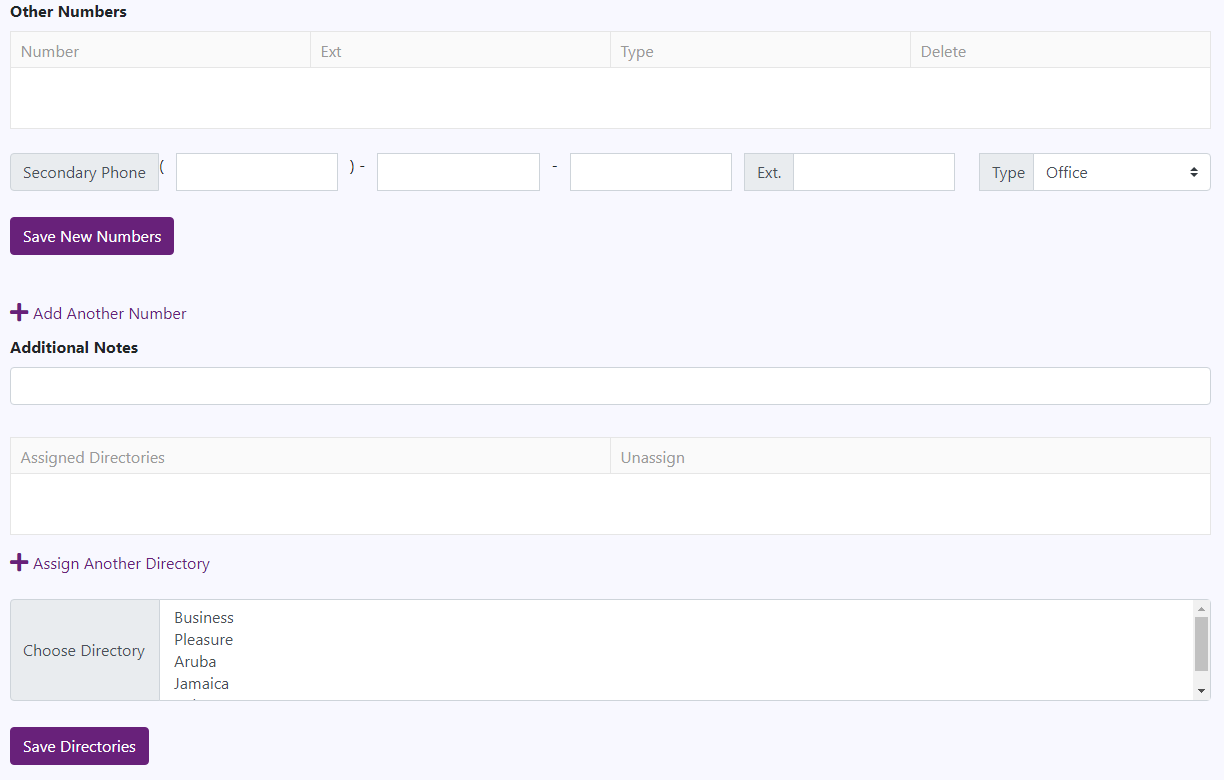 Other Numbers
Number Ext Type Delete
Secondary Phone ( ) - - Ext. Type Office
Save New Numbers
Add Another Number
Additional Notes
Assigned Directories Unassign
Assign Another Directory
Choose Directory
Business
Pleasure
Aruba
Jamaica
Save Directories